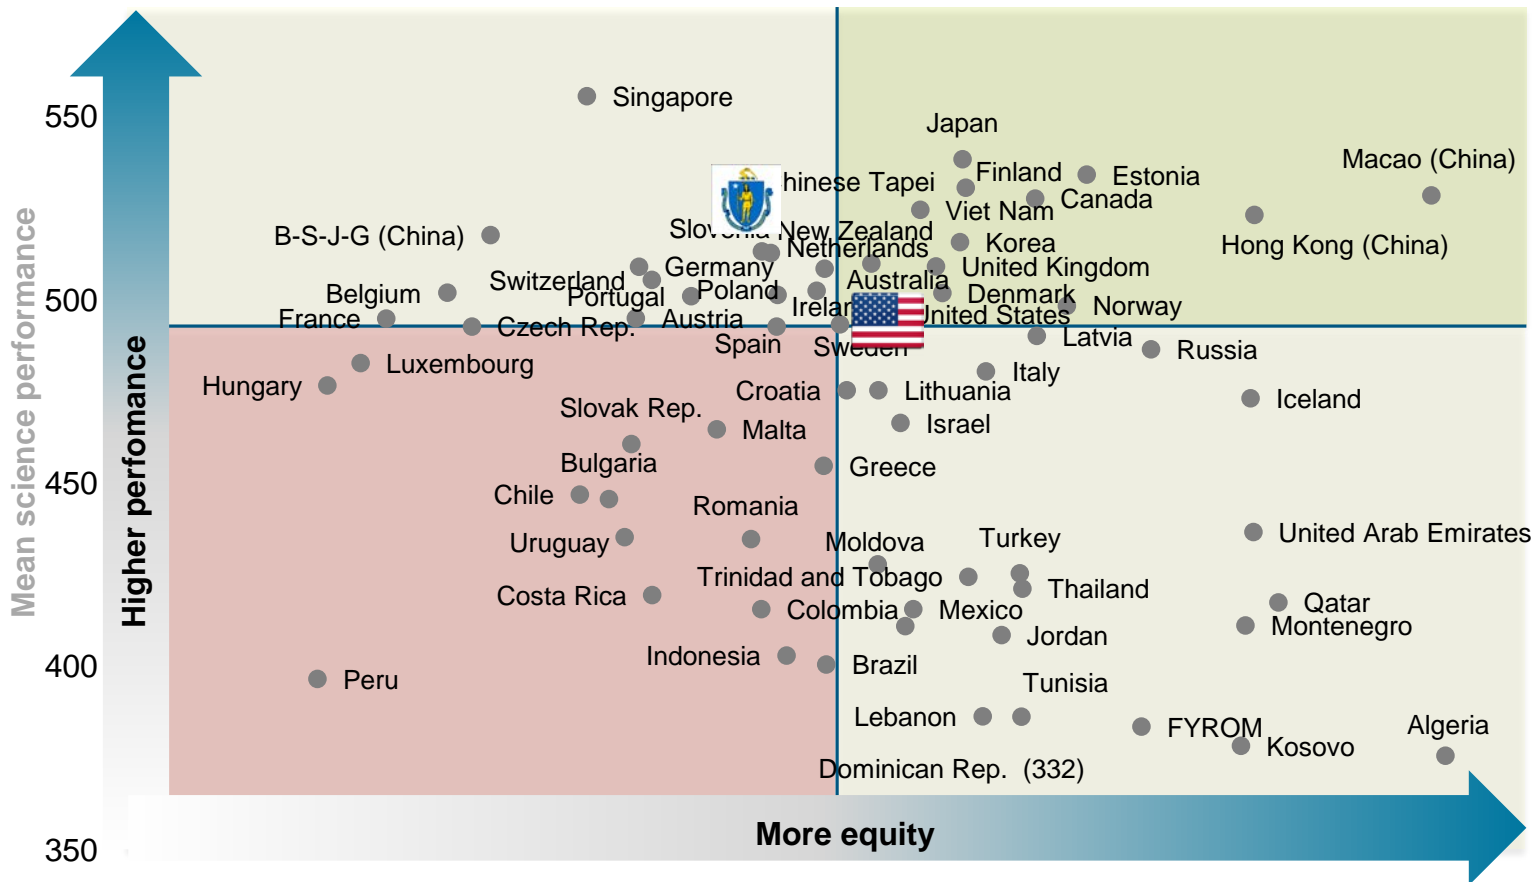 Mean science performance
Higher perfomance
550
500
450
400
350
Singapore
Japan
Macao (China)
Finland
Estonia
hinese Tapei
Canada
Viet Nam
Slovenia
New Zealand
B-S-J-G (China)
Korea
Hong Kong (China)
Netherlands
Germany
United Kingdom
Switzerland
Australia
Belgium
Portugal
Poland
Denmark
Norway
Irelan
United States
France
Czech Rep.
Austria
Latvia
Spain
Sweden
Russia
Luxembourg
Italy
Hungary
Croatia
Lithuania
Iceland
Slovak Rep.
Malta
Israel
Bulgaria
Greece
Chile
Romania
United Arab Emirates
Uruguay
Moldova
Turkey
Trinidad and Tobago
Thailand
Costa Rica
Colombia
Mexico
Qatar
Montenegro
Jordan
Indonesia
Brazil
Peru
Tunisia
Lebanon
FYROM
Algeria
Kosovo
Dominican Rep. (332)
More equity